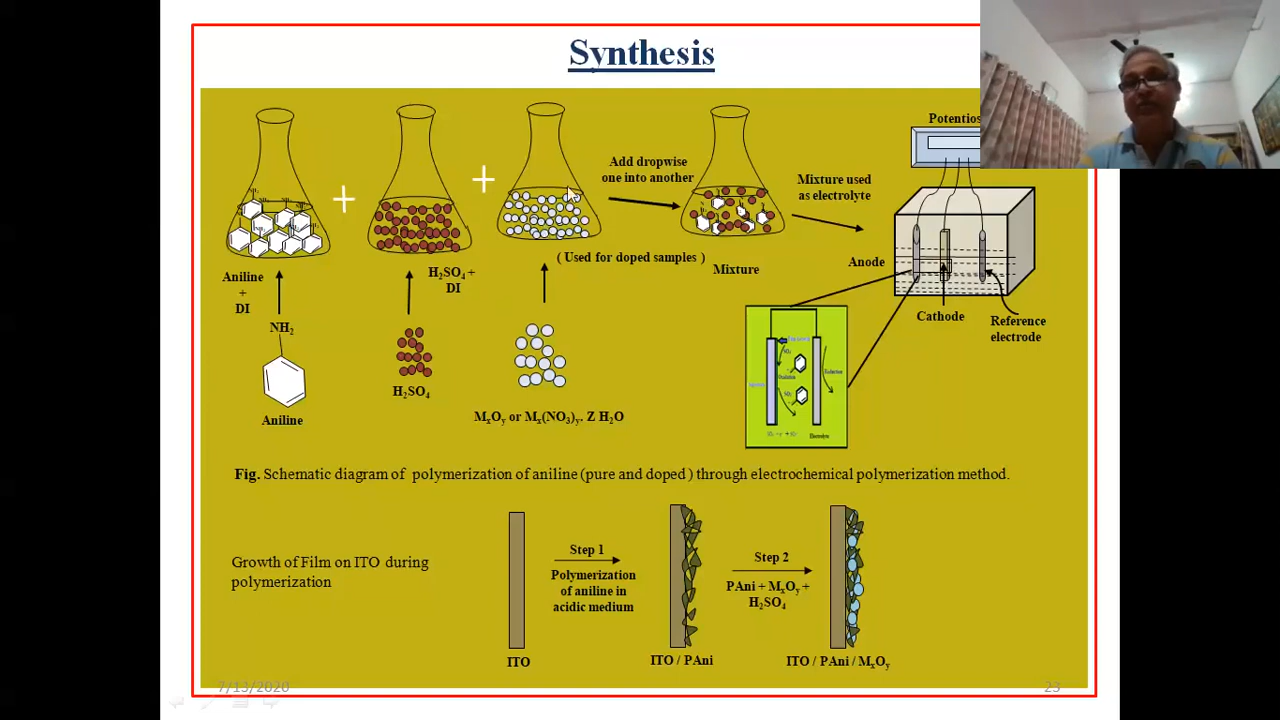 Synthesis
Potentios
Add dropwise
one into another
Mixture used
as electrolyte
NH2
Aniline
+
DI
H2SO4 +
DI
( Used for doped samples )
Mixture
Anode
Cathode
Reference
electrode
NH2
Aniline
H2SO4
MxOy or Mx(NO3)y. Z H2O
Fig. Schematic diagram of polymerization of aniline (pure and doped ) through electrochemical polymerization method.
Growth of Film on ITO during
polymerization
Step 1
Polymerization
of aniline in
acidic medium
Step 2
PAni + MxOy +
H2SO4
ITO
ITO / PAni
ITO / PAni / MxOy
7/13/2020
23